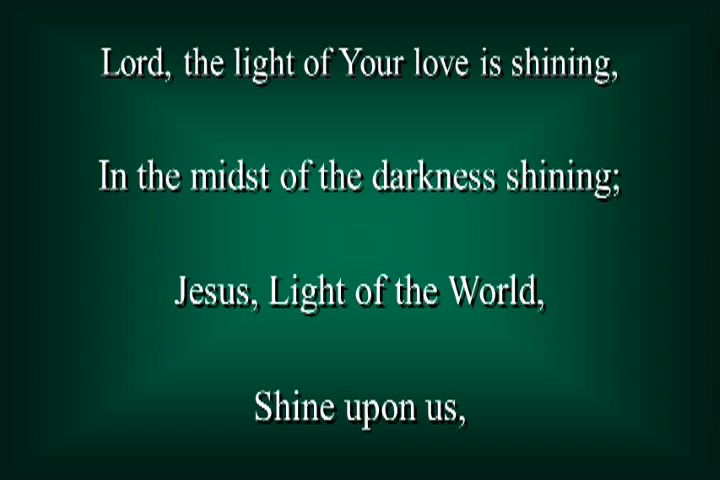 Lord, the light of Your love is shining,
In the midst of the darkness shining;
Jesus, Light of the World,
Shine upon us,